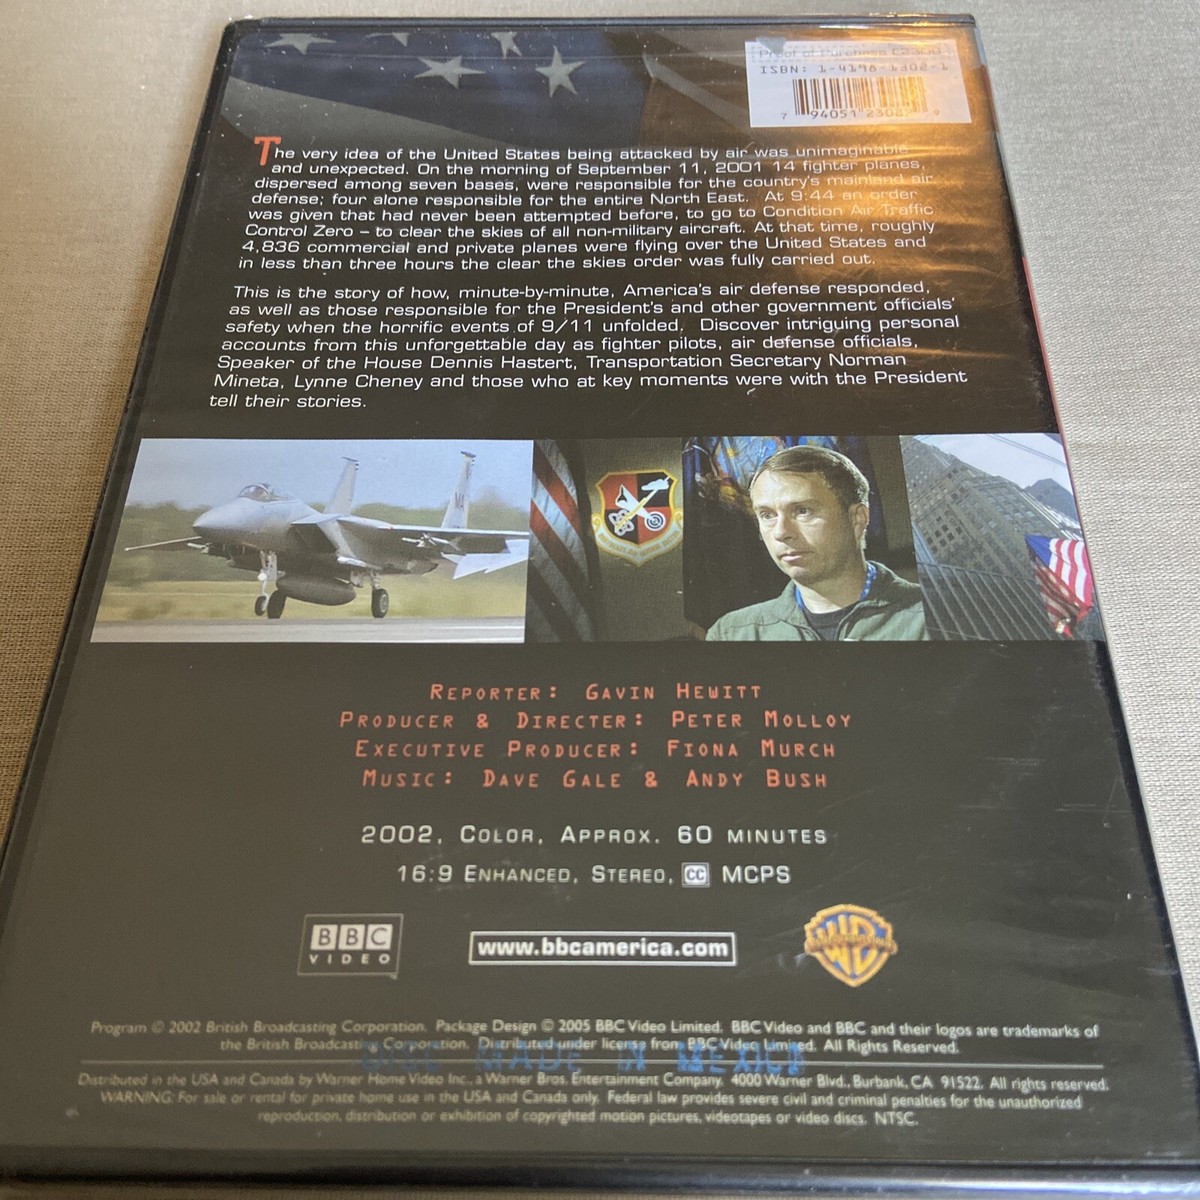 Proof of Purchase
ISBN: 1-4198-1302-1
7 94051 9
The very idea of the United States being attacked by air was unimaginable
and unexpected. On the morning of September 11, 2001 14 fighter planes,
dispersed among seven bases, were responsible for the country's mainland air
defense; four alone responsible for the entire North East. At 9:44 an order
was given that had never been attempted before, to go to Condition Air Traffic
Control Zero – to clear the skies of all non-military aircraft. At that time, roughly
4,836 commercial and private planes were flying over the United States and
in less than three hours the clear the skies order was fully carried out.
This is the story of how, minute-by-minute, America's air defense responded,
as well as those responsible for the President's and other government officials'
safety when the horrific events of 9/11 unfolded. Discover intriguing personal
accounts from this unforgettable day as fighter pilots, air defense officials,
Speaker of the House Dennis Hastert, Transportation Secretary Norman
Mineta, Lynne Cheney and those who at key moments were with the President
tell their stories.
Reporter: Gavin Hewitt
Producer & Directer: Peter Molloy
Executive Producer: Fiona Murch
Music: Dave Gale & Andy Bush
2002, Color, Approx. 60 minutes
16:9 Enhanced, Stereo, CC MCPS
BBC
VIDEO
www.bbcamerica.com
WB
Program © 2002 British Broadcasting Corporation. Package Design © 2005 BBC Video Limited. BBC Video and BBC and their logos are trademarks of
the British Broadcasting Corporation. Distributed under license from BBC Video Limited. All Rights Reserved.
DISC MADE IN MEXICO
Distributed in the USA and Canada by Warner Home Video Inc., a Warner Bros. Entertainment Company. 4000 Warner Blvd., Burbank, CA 91522. All rights reserved.
WARNING: For sale or rental for private home use in the USA and Canada only. Federal law provides severe civil and criminal penalties for the unauthorized
reproduction, distribution or exhibition of copyrighted motion pictures, videotapes or video discs. NTSC.